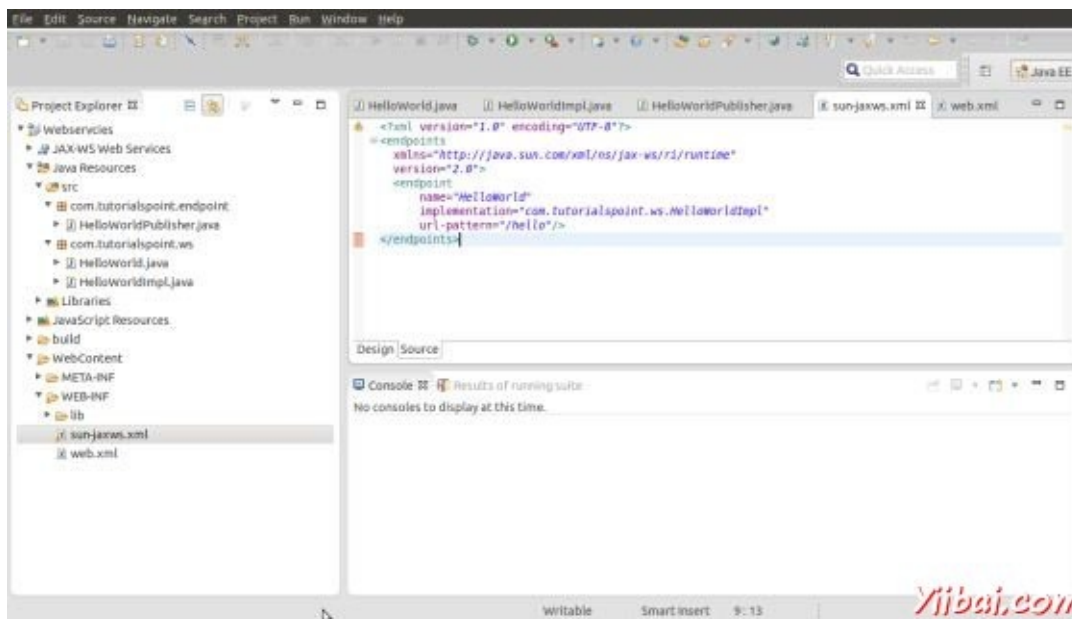 File Edit Source Navigate Search Project Run Window Help
Quick Access
Java EE
Project Explorer
Webservcies
JAX-WS Web Services
Java Resources
src
com.tutorialspoint.endpoint
HelloWorldPublisher.java
com.tutorialspoint.ws
HelloWorld.java
HelloWorldImpl.java
Libraries
JavaScript Resources
build
WebContent
META-INF
WEB-INF
lib
sun-jaxws.xml
web.xml
HelloWorld.java HelloWorldImpl.java HelloWorldPublisher.java sun-jaxws.xml web.xml
<?xml version="1.0" encoding="UTF-8"?>
<endpoints
xmlns="http://java.sun.com/xml/ns/jax-ws/ri/runtime"
version="2.0">
<endpoint
name="HelloWorld"
implementation="com.tutorialspoint.ws.HelloWorldImpl"
url-pattern="/hello"/>
</endpoints>
Design Source
Console Results of running suite
No consoles to display at this time.
Writable Smart Insert 9:13
Yiibai.com